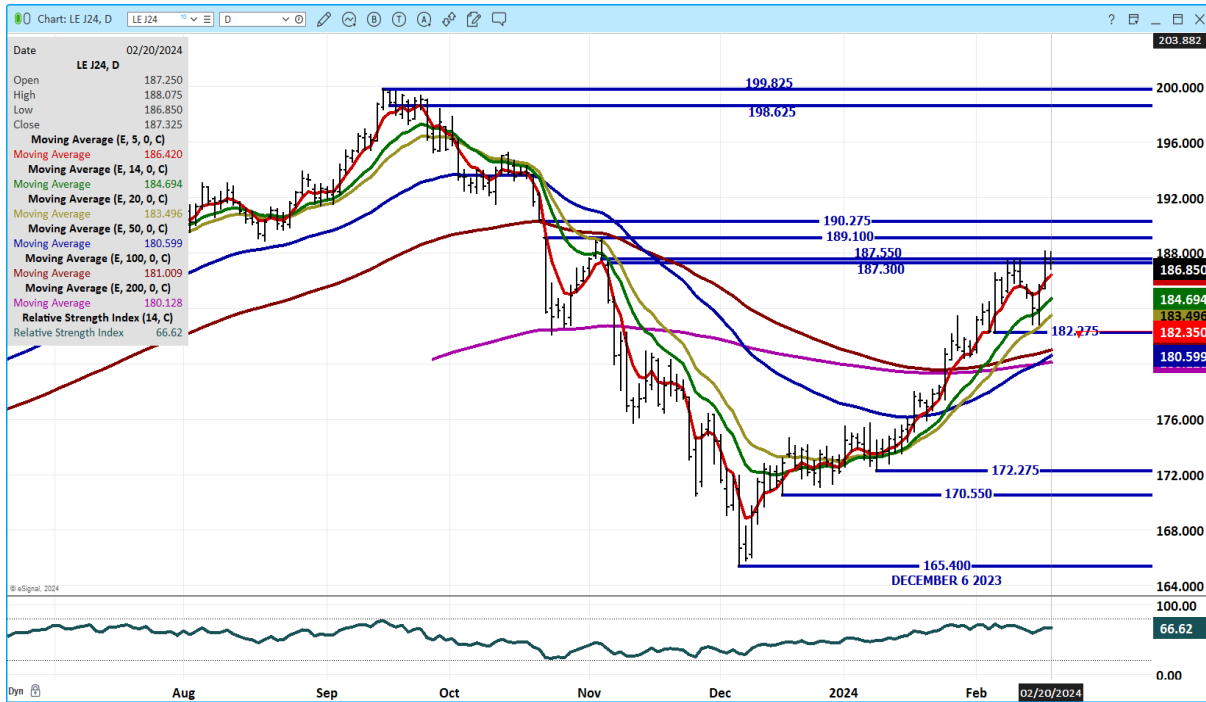 Chart: LE J24, D
LE J24
D
B
T
A
?
Date 02/20/2024
LE J24, D
Open 187.250
High 188.075
Low 186.850
Close 187.325
Moving Average (E, 5, 0, C)
Moving Average 186.420
Moving Average (E, 14, 0, C)
Moving Average 184.694
Moving Average (E, 20, 0, C)
Moving Average 183.496
Moving Average (E, 50, 0, C)
Moving Average 180.599
Moving Average (E, 100, 0, C)
Moving Average 181.009
Moving Average (E, 200, 0, C)
Moving Average 180.128
Relative Strength Index (14, C)
Relative Strength Index 66.62
199.825
198.625
190.275
189.100
187.550
187.300
182.275
172.275
170.550
165.400
DECEMBER 6 2023
203.882
200.000
196.000
192.000
188.000
186.850
184.694
183.496
182.350
180.599
176.000
172.000
168.000
164.000
© eSignal, 2024
100.00
66.62
0.00
Dyn
Aug Sep Oct Nov Dec 2024 Feb 02/20/2024